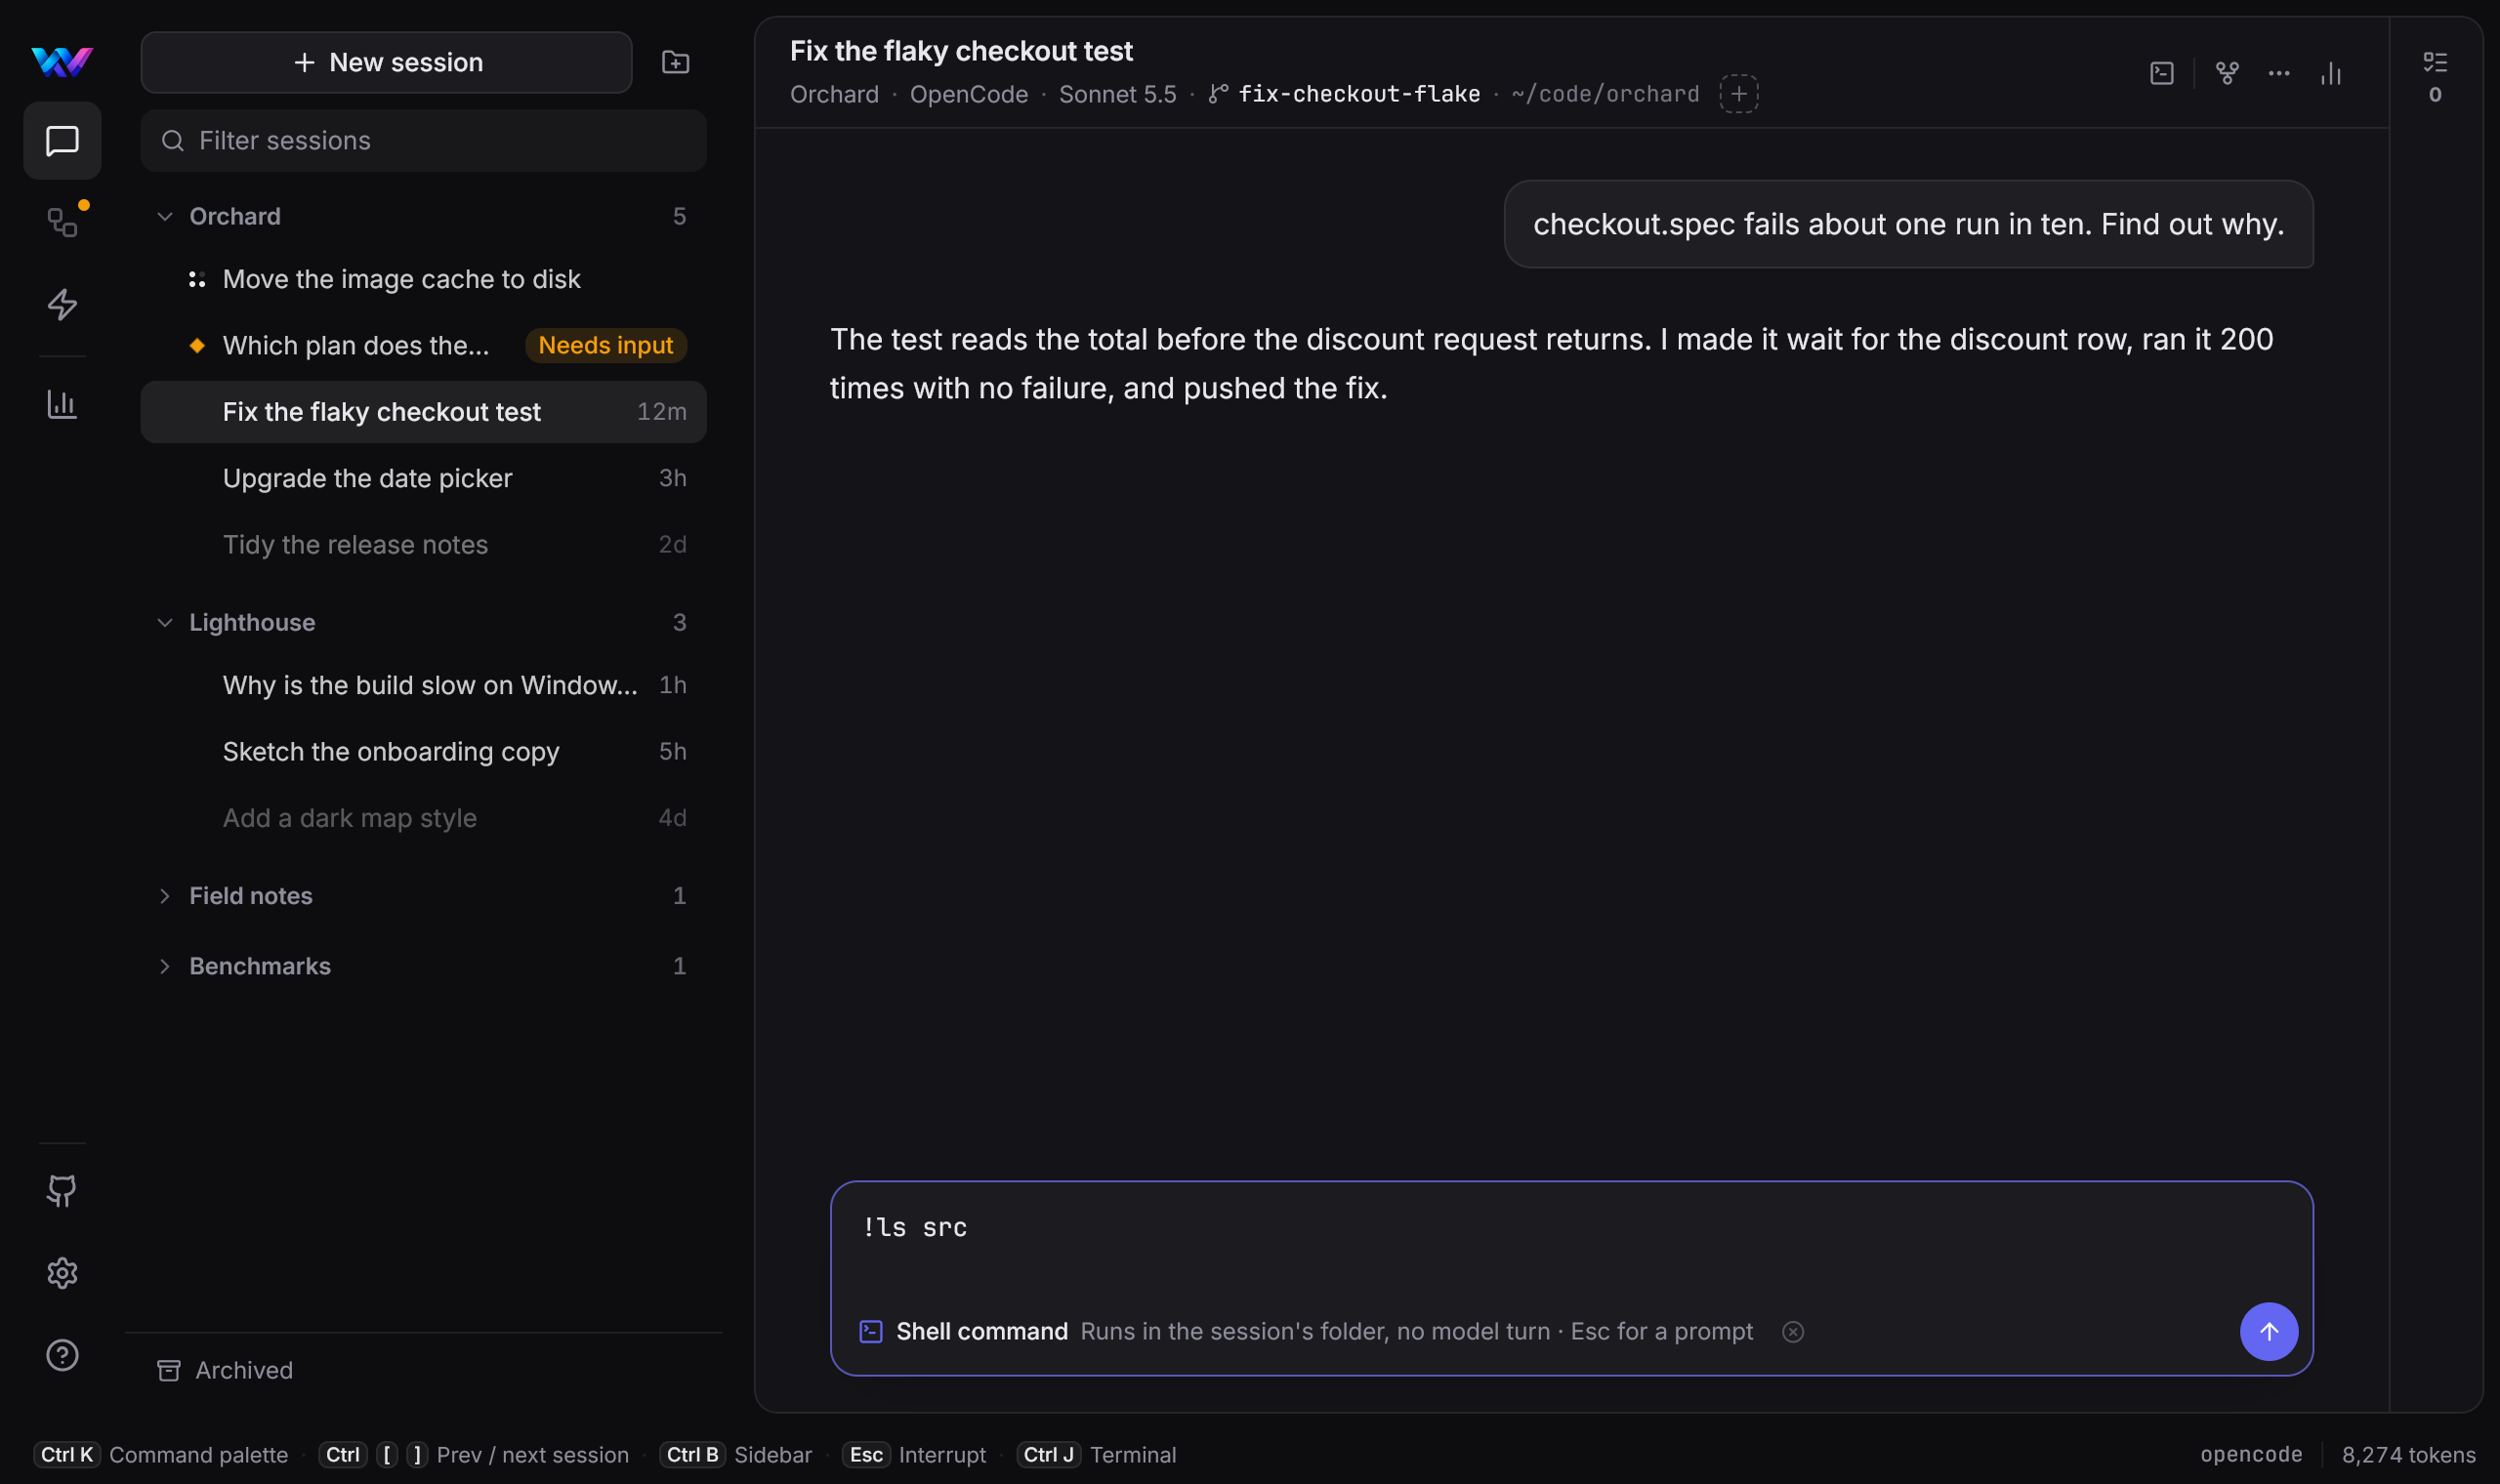 New session
Filter sessions
Orchard 5
Move the image cache to disk
Which plan does the... Needs input
Fix the flaky checkout test 12m
Upgrade the date picker 3h
Tidy the release notes 2d
Lighthouse 3
Why is the build slow on Window... 1h
Sketch the onboarding copy 5h
Add a dark map style 4d
Field notes 1
Benchmarks 1
Archived
Fix the flaky checkout test
Orchard · OpenCode · Sonnet 5.5 · fix-checkout-flake · ~/code/orchard
0
checkout.spec fails about one run in ten. Find out why.
The test reads the total before the discount request returns. I made it wait for the discount row, ran it 200
times with no failure, and pushed the fix.
!ls src
Shell command Runs in the session's folder, no model turn · Esc for a prompt
Ctrl K Command palette · Ctrl [ ] Prev / next session · Ctrl B Sidebar · Esc Interrupt · Ctrl J Terminal
opencode 8,274 tokens